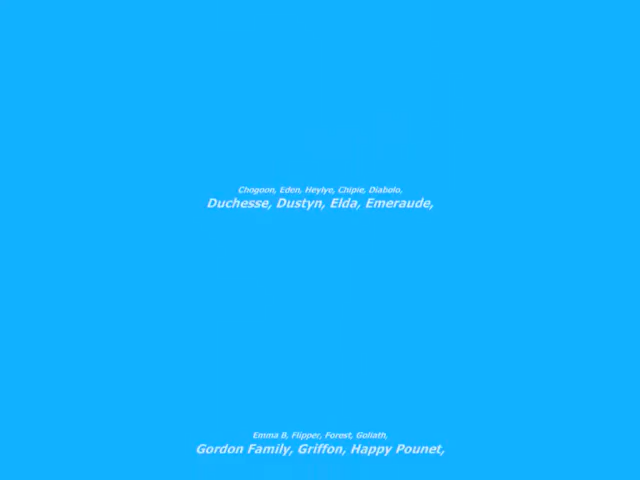 Chogoon, Eden, Heylye, Chipie, Diabolo,
Duchesse, Dustyn, Elda, Emeraude,
Emma B, Flipper, Forest, Goliath,
Gordon Family, Griffon, Happy Pounet,